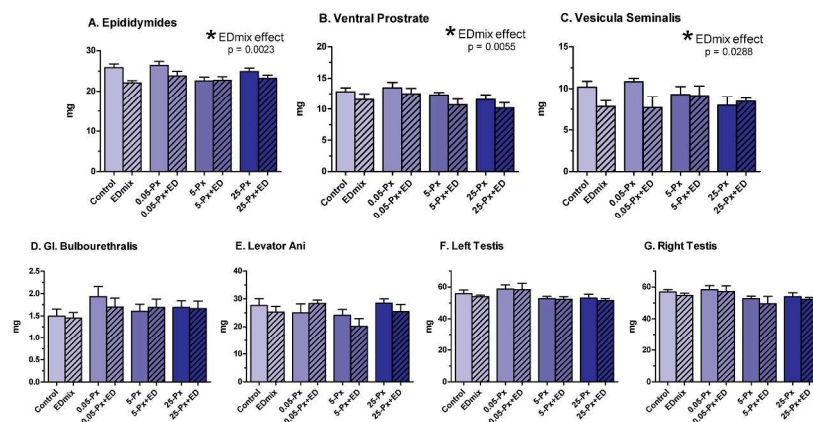 A. Epididymides
* EDmix effect
p = 0.0023
mg
30
20
10
0
Control
EDmix
0.05-Px
0.05-Px+ED
5-Px
5-Px+ED
25-Px
25-Px+ED
B. Ventral Prostrate
* EDmix effect
p = 0.0055
mg
20
15
10
5
0
Control
EDmix
0.05-Px
0.05-Px+ED
5-Px
5-Px+ED
25-Px
25-Px+ED
C. Vesicula Seminalis
* EDmix effect
p = 0.0288
mg
15
10
5
0
Control
EDmix
0.05-Px
0.05-Px+ED
5-Px
5-Px+ED
25-Px
25-Px+ED
D. Gl. Bulbourethralis
mg
2.5
2.0
1.5
1.0
0.5
0.0
Control
EDmix
0.05-Px
0.05-Px+ED
5-Px
5-Px+ED
25-Px
25-Px+ED
E. Levator Ani
mg
40
30
20
10
0
Control
EDmix
0.05-Px
0.05-Px+ED
5-Px
5-Px+ED
25-Px
25-Px+ED
F. Left Testis
mg
80
60
40
20
0
Control
EDmix
0.05-Px
0.05-Px+ED
5-Px
5-Px+ED
25-Px
25-Px+ED
G. Right Testis
mg
80
60
40
20
0
Control
EDmix
0.05-Px
0.05-Px+ED
5-Px
5-Px+ED
25-Px
25-Px+ED